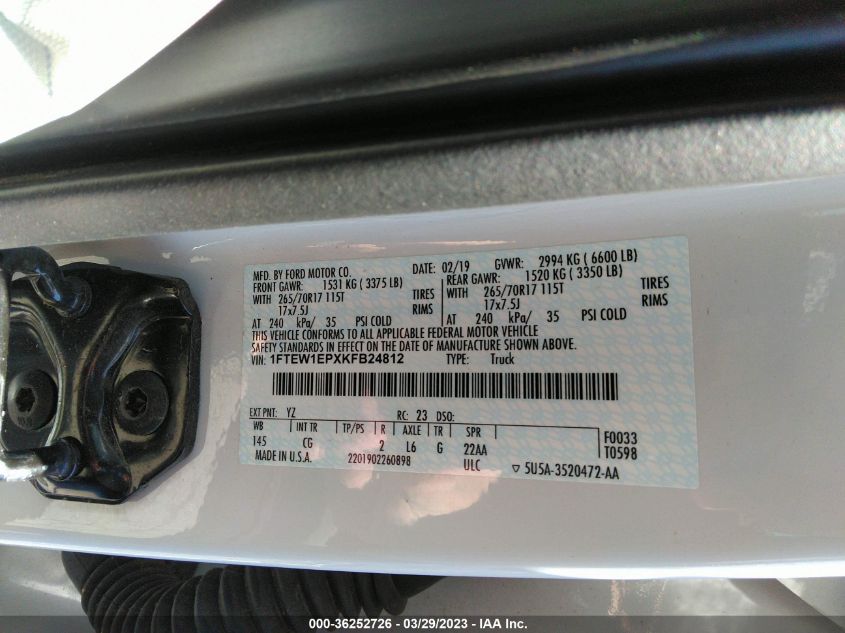 MFD. BY FORD MOTOR CO. DATE: 02/19 GVWR: 2994 KG ( 6600 LB)
FRONT GAWR: 1531 KG ( 3375 LB) REAR GAWR: 1520 KG ( 3350 LB)
WITH 265/70R17 115T TIRES WITH 265/70R17 115T TIRES
17x7.5J RIMS 17x7.5J RIMS
AT 240 kPa/ 35 PSI COLD AT 240 kPa/ 35 PSI COLD
THIS VEHICLE CONFORMS TO ALL APPLICABLE FEDERAL MOTOR VEHICLE
SAFETY STANDARDS IN EFFECT ON THE DATE OF MANUFACTURE SHOWN ABOVE.
VIN: 1FTEW1EPXKFB24812 TYPE: Truck
EXT PNT: YZ RC: 23 DSO:
WB INT TR TP/PS R AXLE TR SPR F0033
145 CG 2 L6 G 22AA T0598
MADE IN U.S.A. 2201902260898 ULC ▽ 5U5A-3520472-AA
000-36252726 - 03/29/2023 - IAA Inc.